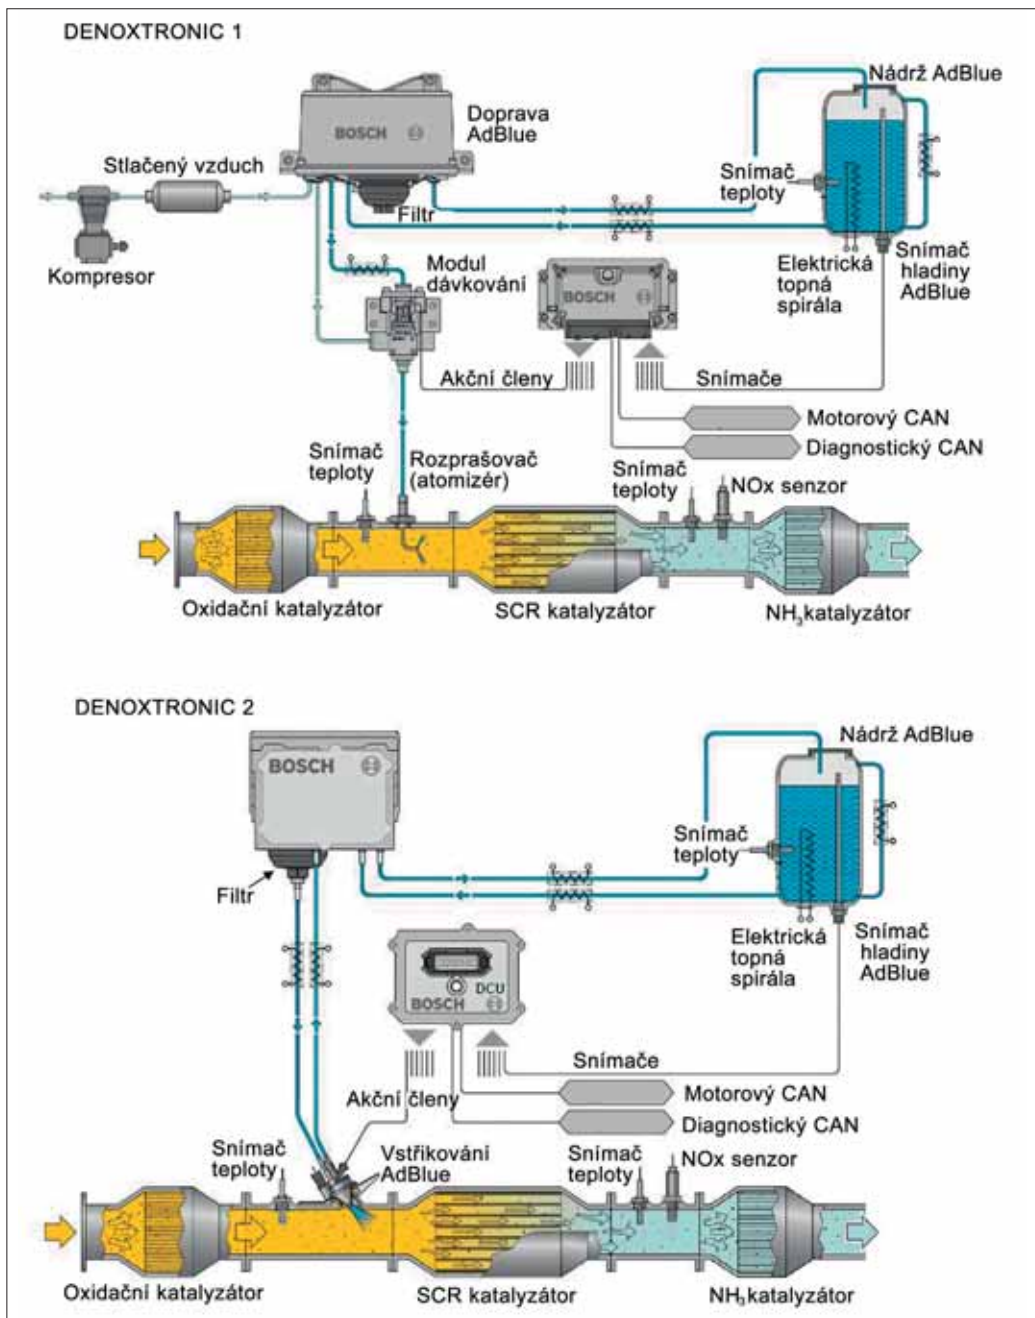 DENOXTRONIC 1
Nádrž AdBlue
BOSCH
Doprava
AdBlue
Stlačený vzduch
Snímač
teploty
Filtr
Kompresor
Modul
dávkování
BOSCH
Elektrická
topná
spirála
Snímač
hladiny
AdBlue
Akční členy
Snímače
Motorový CAN
Diagnostický CAN
Snímač
teploty
Rozprašovač
(atomizér)
Snímač
teploty
NOx senzor
Oxidační katalyzátor
SCR katalyzátor
NH₃katalyzátor
DENOXTRONIC 2
Nádrž AdBlue
BOSCH
Snímač
teploty
Filtr
Elektrická
topná
spirála
Snímač
hladiny
AdBlue
DCU
BOSCH
Snímače
Akční členy
Motorový CAN
Diagnostický CAN
Snímač
teploty
Vstřikování
AdBlue
Snímač
teploty
NOx senzor
Oxidační katalyzátor
SCR katalyzátor
NH₃katalyzátor